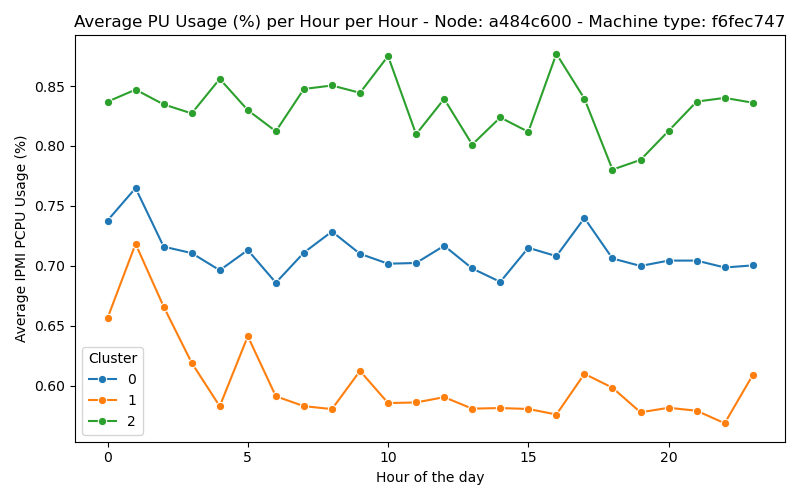 Average PU Usage (%) per Hour per Hour - Node: a484c600 - Machine type: f6fec747
Average IPMI PCPU Usage (%)
0.85
0.80
0.75
0.70
0.65
0.60
Cluster
0
1
2
0 5 10 15 20
Hour of the day